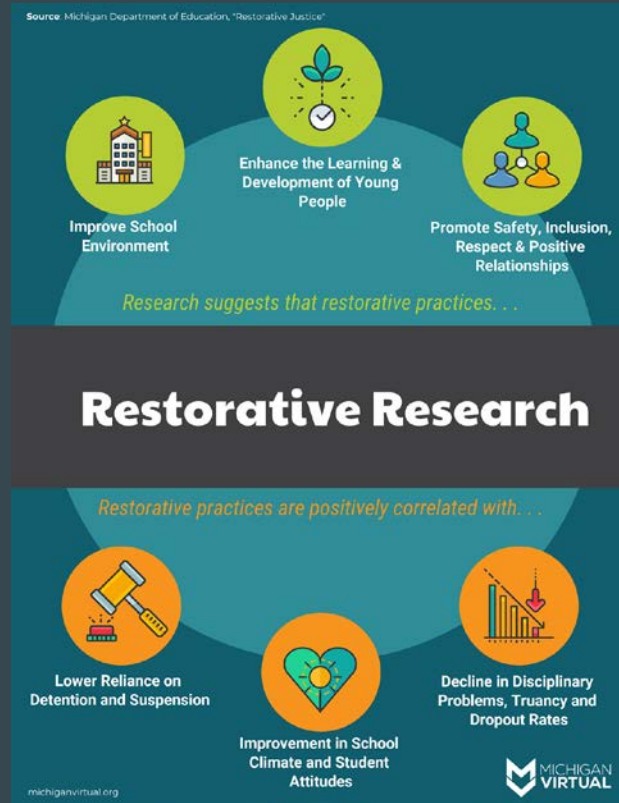 Source: Michigan Department of Education, "Restorative Justice"
Improve School
Environment
Enhance the Learning &
Development of Young
People
Promote Safety, Inclusion,
Respect & Positive
Relationships
Research suggests that restorative practices. . .
Restorative Research
Restorative practices are positively correlated with. . .
Lower Reliance on
Detention and Suspension
Improvement in School
Climate and Student
Attitudes
Decline in Disciplinary
Problems, Truancy and
Dropout Rates
michiganvirtual.org
MICHIGAN
VIRTUAL